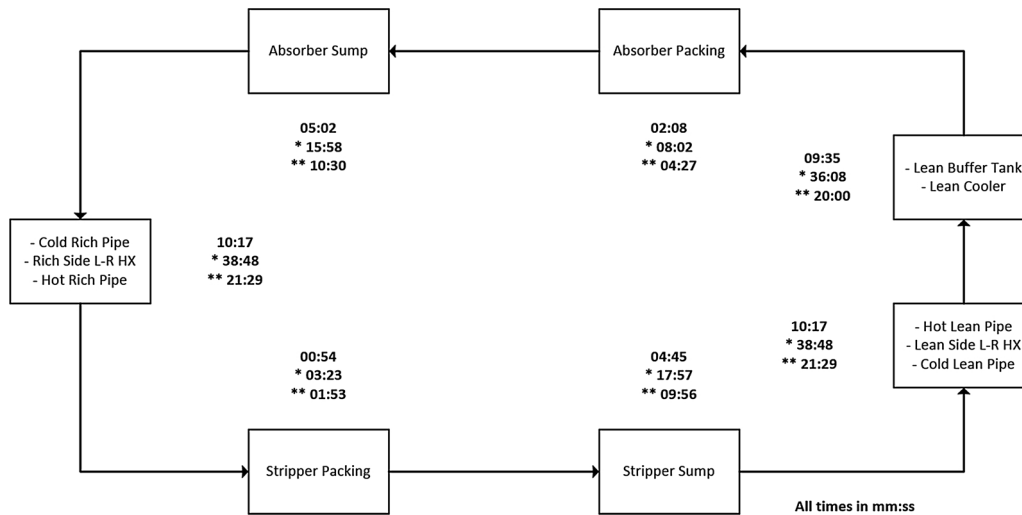 Absorber Sump
Absorber Packing
05:02
* 15:58
** 10:30
02:08
* 08:02
** 04:27
09:35
* 36:08
** 20:00
- Lean Buffer Tank
- Lean Cooler
- Cold Rich Pipe
- Rich Side L-R HX
- Hot Rich Pipe
10:17
* 38:48
** 21:29
10:17
* 38:48
** 21:29
- Hot Lean Pipe
- Lean Side L-R HX
- Cold Lean Pipe
00:54
* 03:23
** 01:53
04:45
* 17:57
** 09:56
Stripper Packing
Stripper Sump
All times in mm:ss